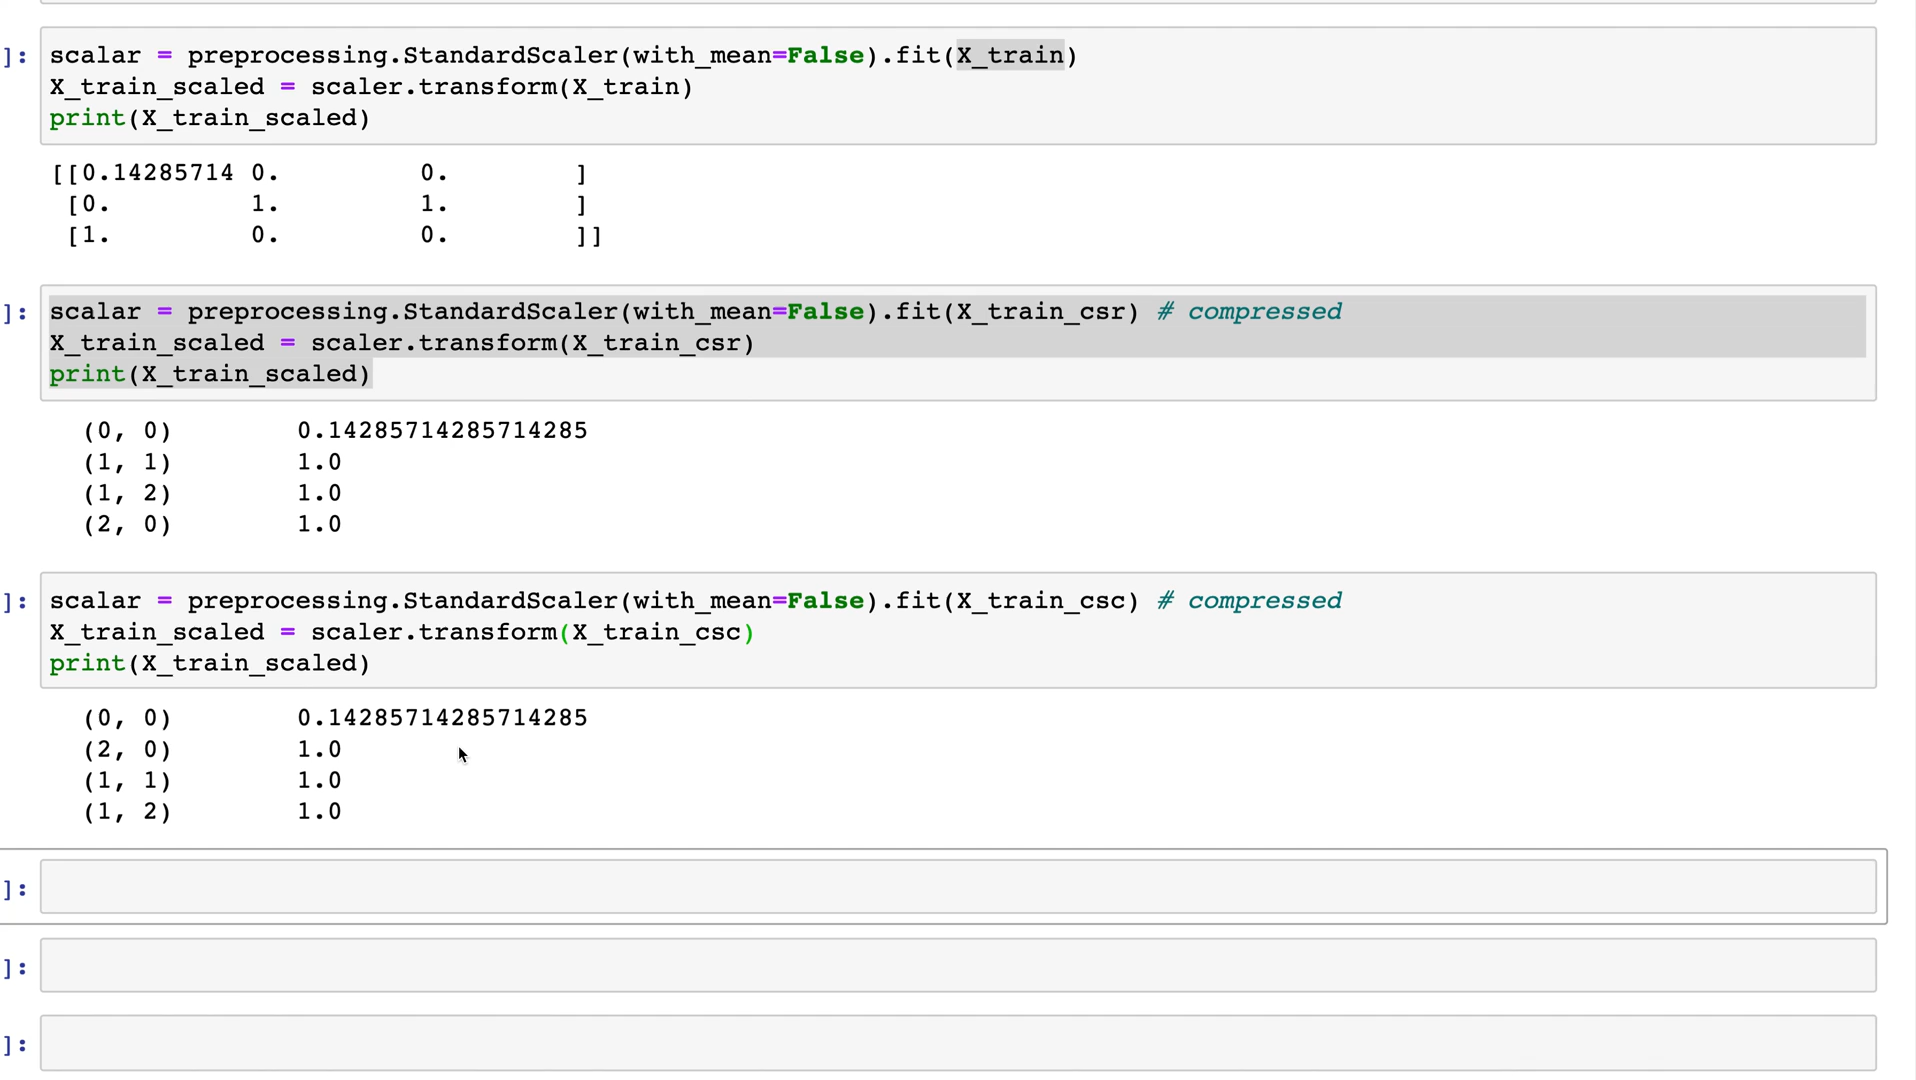 ]: scalar = preprocessing.StandardScaler(with_mean=False).fit(X_train)
X_train_scaled = scaler.transform(X_train)
print(X_train_scaled)
[[0.14285714 0. 0. ]
[0. 1. 1. ]
[1. 0. 0. ]]
]: scalar = preprocessing.StandardScaler(with_mean=False).fit(X_train_csr) # compressed
X_train_scaled = scaler.transform(X_train_csr)
print(X_train_scaled)
(0, 0) 0.14285714285714285
(1, 1) 1.0
(1, 2) 1.0
(2, 0) 1.0
]: scalar = preprocessing.StandardScaler(with_mean=False).fit(X_train_csc) # compressed
X_train_scaled = scaler.transform(X_train_csc)
print(X_train_scaled)
(0, 0) 0.14285714285714285
(2, 0) 1.0
(1, 1) 1.0
(1, 2) 1.0
]:
]:
]: